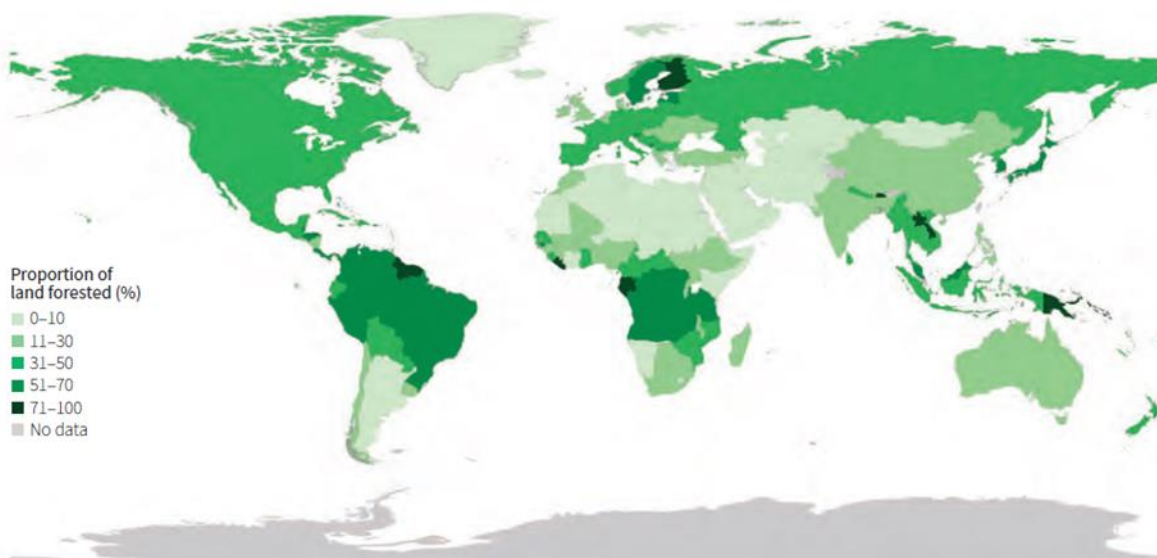 Proportion of
land forested (%)
0–10
11–30
31–50
51–70
71–100
No data